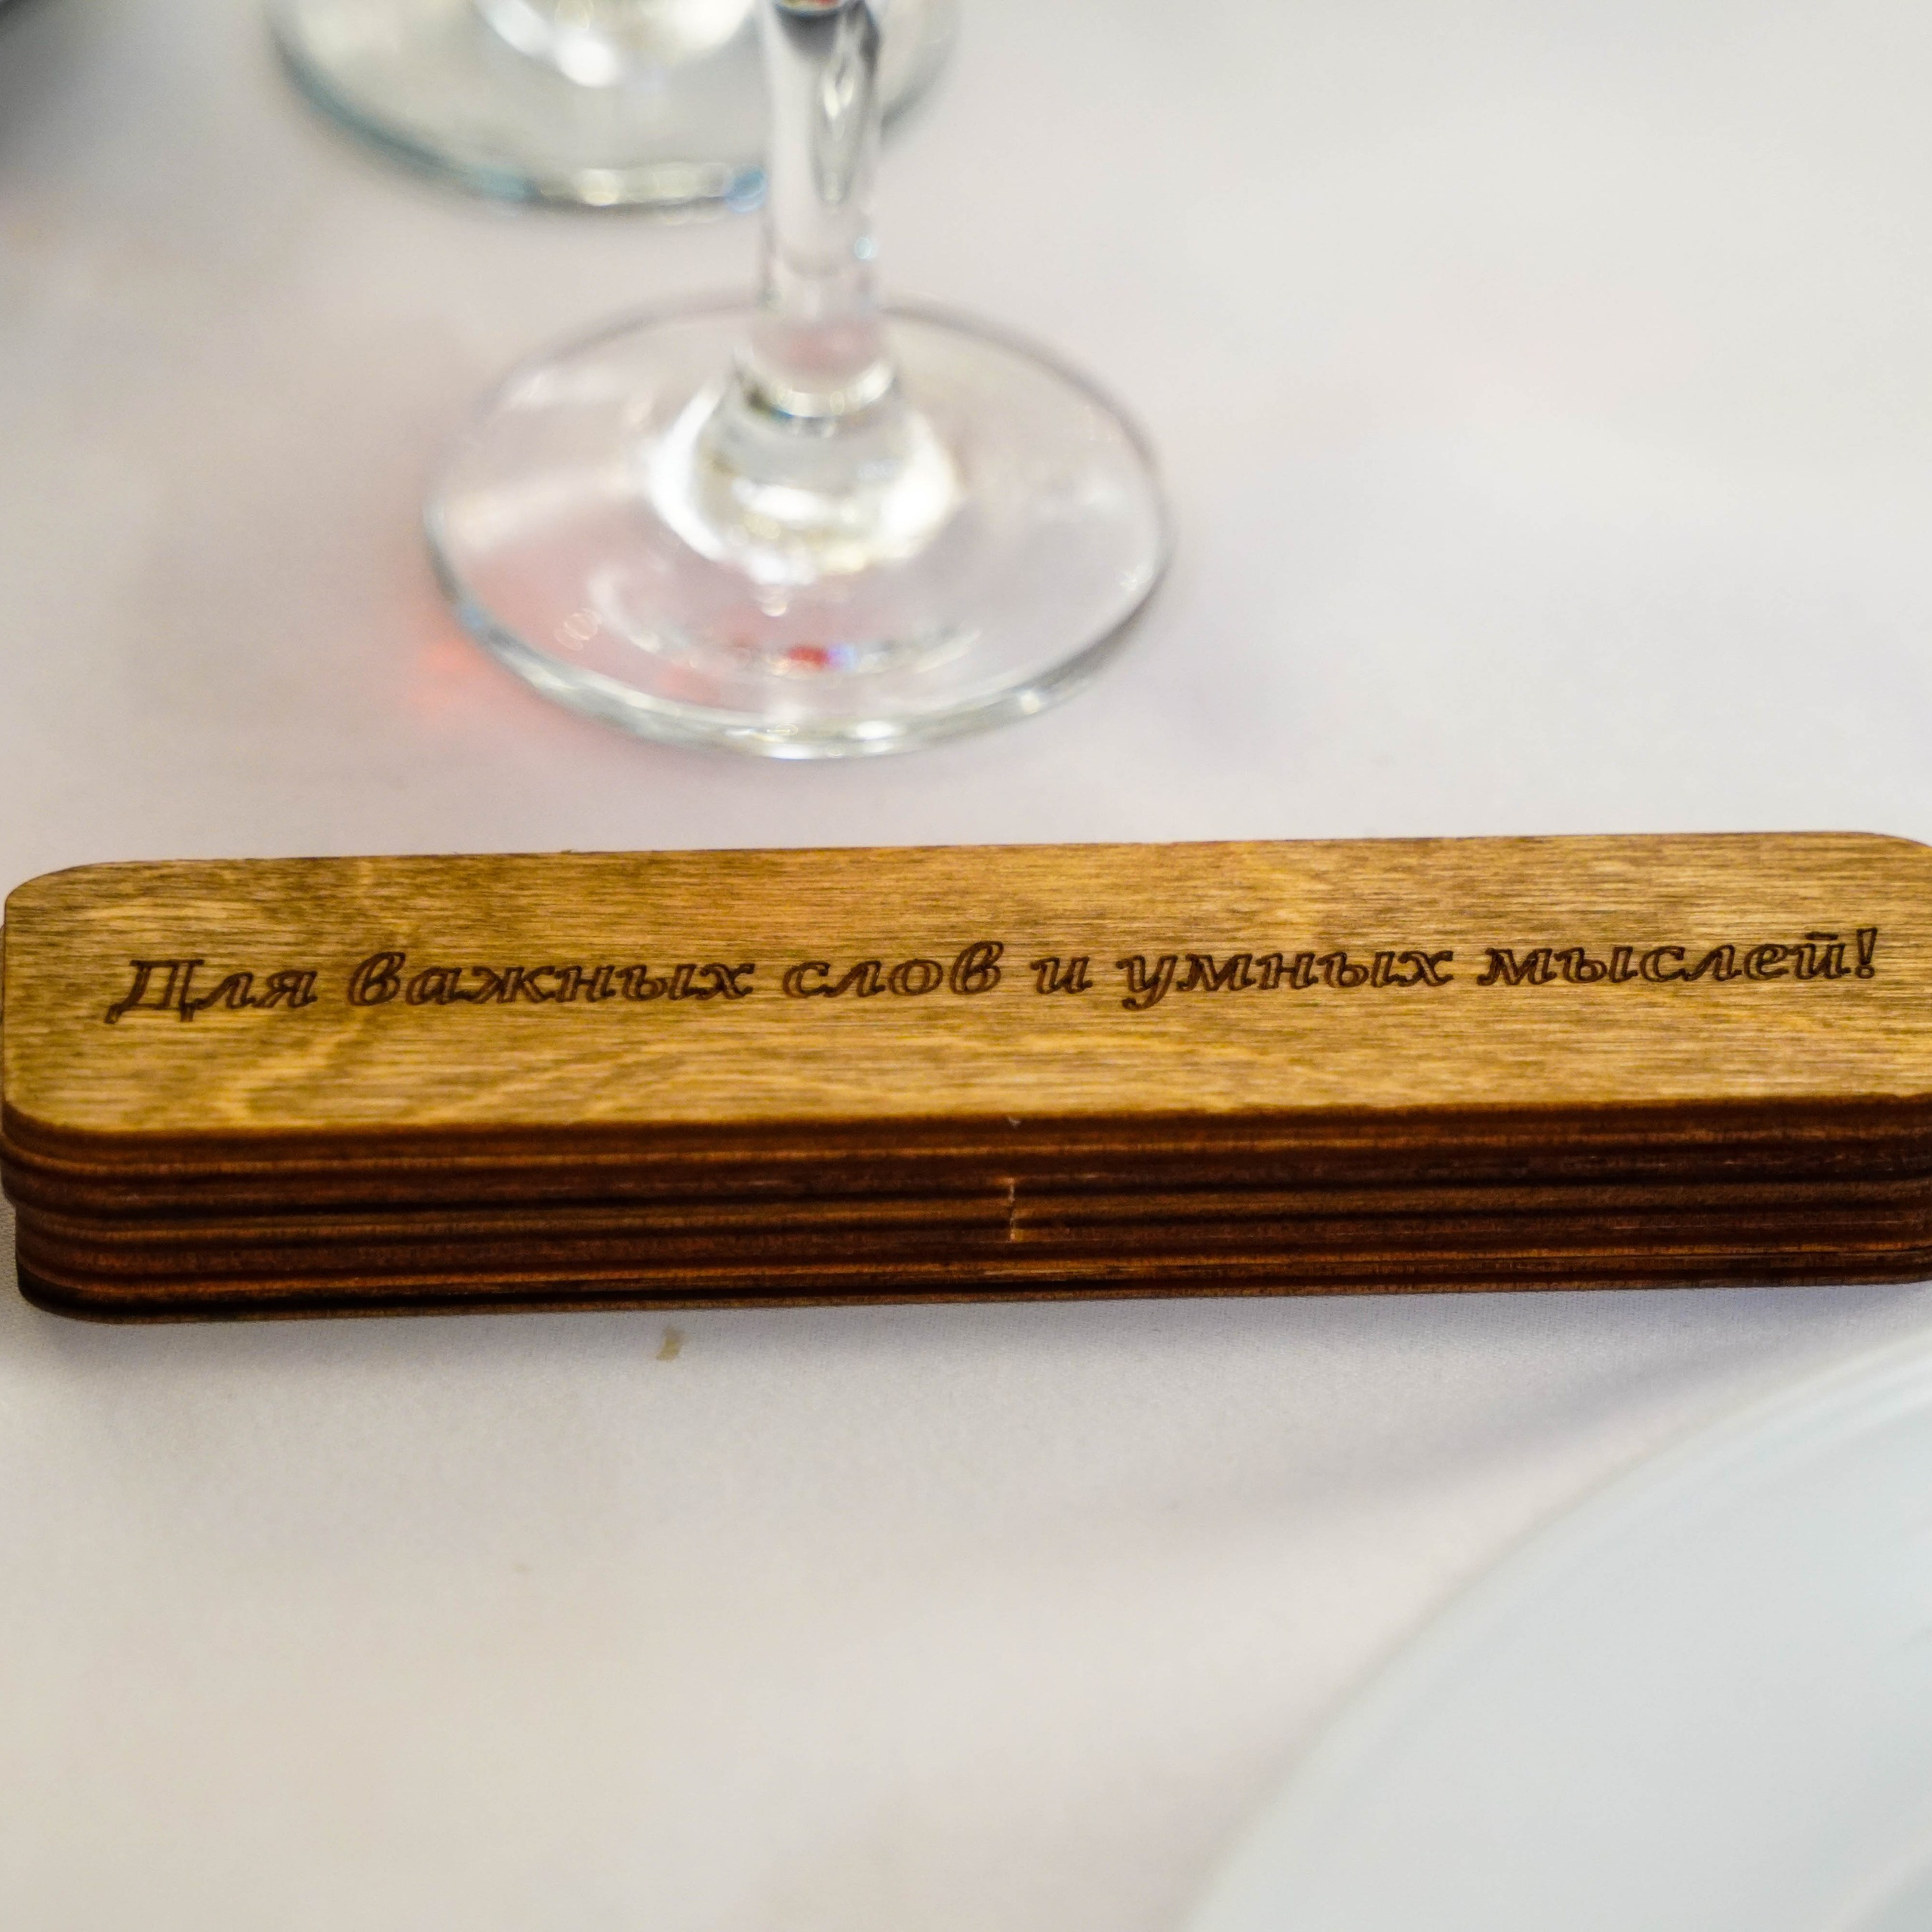 Для важных слов и умных мыслей!